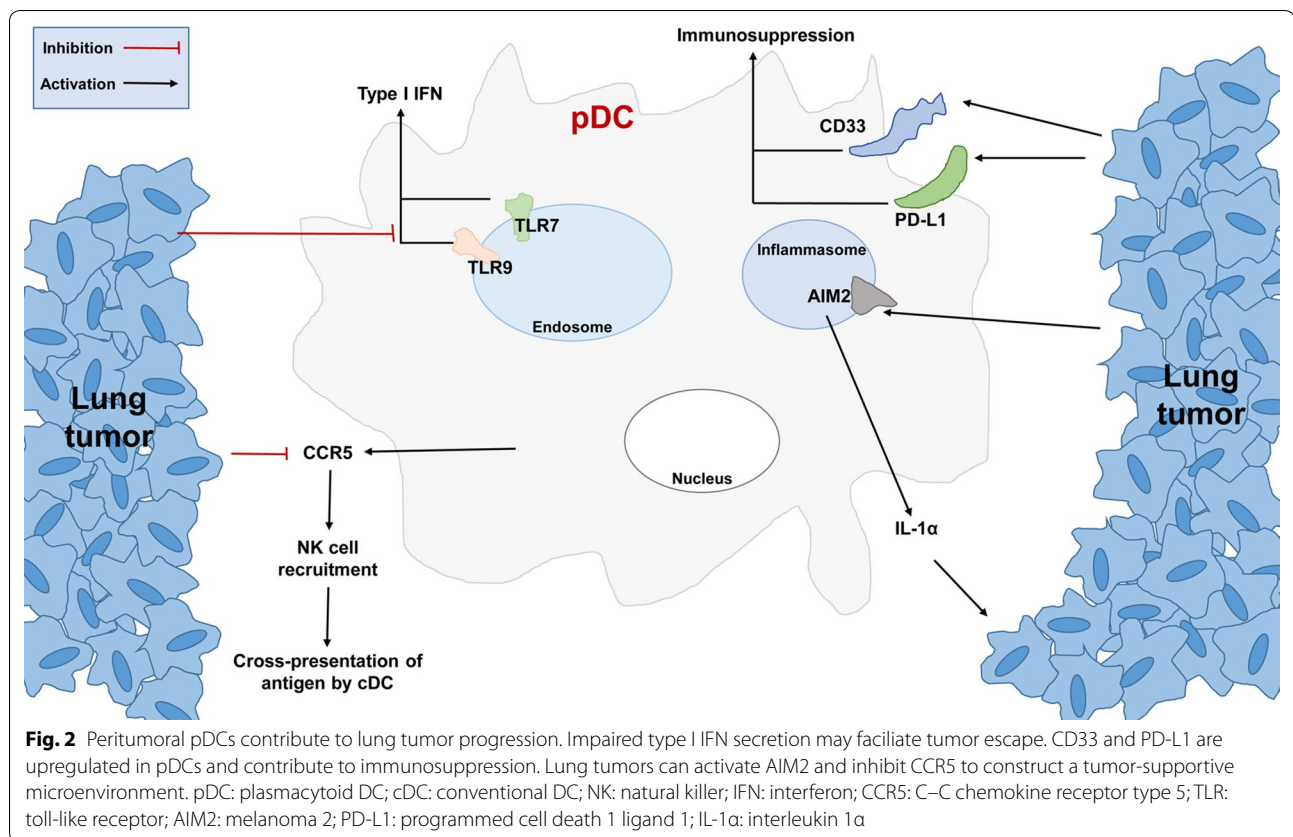 Inhibition
Activation
Immunosuppression
Type I IFN
pDC
CD33
PD-L1
TLR7
TLR9
Endosome
Inflammasome
AIM2
Lung
tumor
Lung
tumor
CCR5
Nucleus
NK cell
recruitment
IL-1α
Cross-presentation of
antigen by cDC
Fig. 2 Peritumoral pDCs contribute to lung tumor progression. Impaired type I IFN secretion may faciliate tumor escape. CD33 and PD-L1 are
upregulated in pDCs and contribute to immunosuppression. Lung tumors can activate AIM2 and inhibit CCR5 to construct a tumor-supportive
microenvironment. pDC: plasmacytoid DC; cDC: conventional DC; NK: natural killer; IFN: interferon; CCR5: C–C chemokine receptor type 5; TLR:
toll-like receptor; AIM2: melanoma 2; PD-L1: programmed cell death 1 ligand 1; IL-1α: interleukin 1α